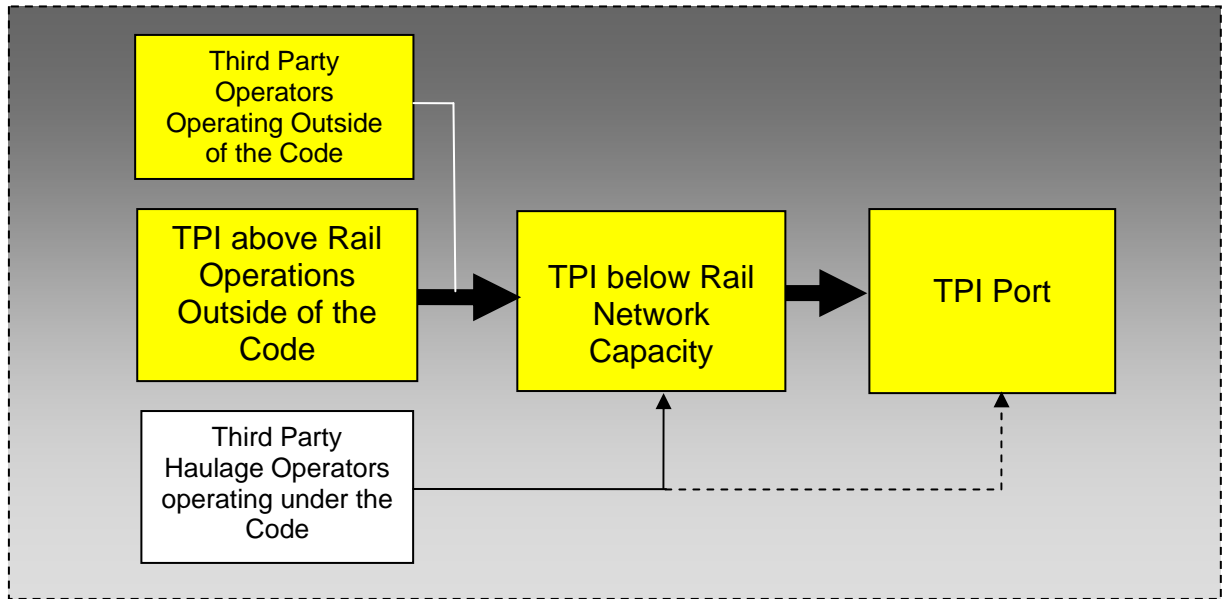 Third Party
Operators
Operating Outside
of the Code
TPI above Rail
Operations
Outside of the
Code
TPI below Rail
Network
Capacity
TPI Port
Third Party
Haulage Operators
operating under the
Code